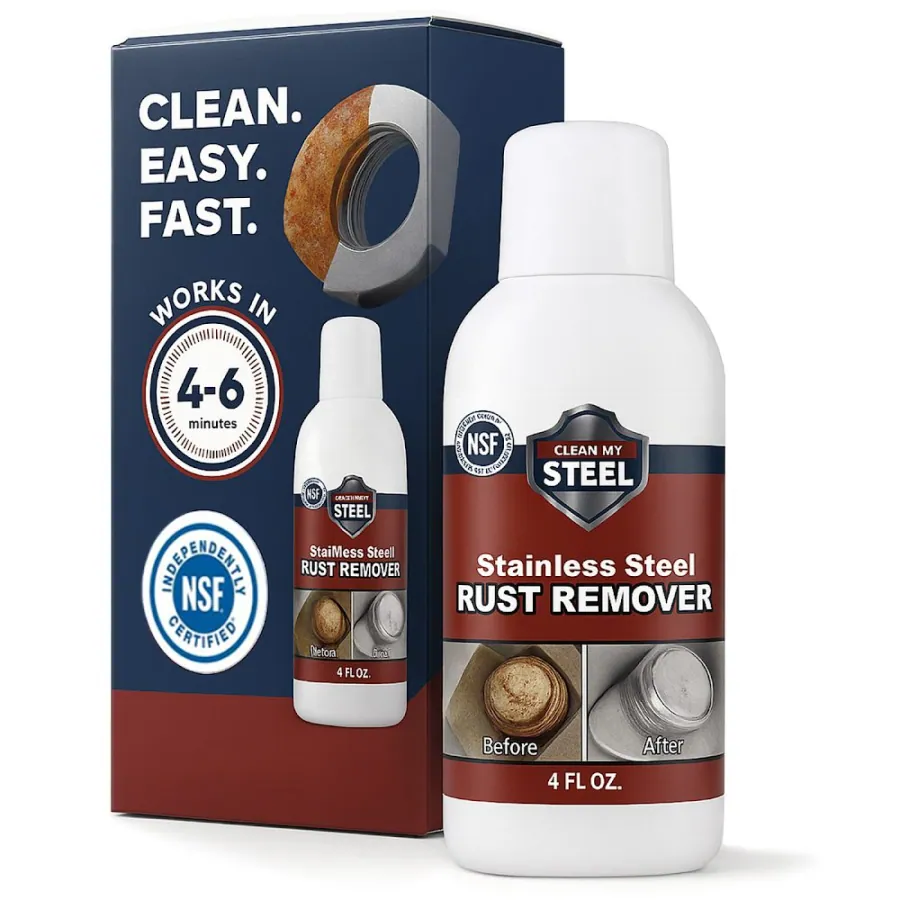 CLEAN.
EASY.
FAST.
WORKS IN
4-6
minutes
INDEPENDENTLY
NSF
CERTIFIED
NSF
STEEL
StaiMess Steell
RUST REMOVER
4 FL OZ.
NSF
CLEAN MY
STEEL
Stainless Steel
RUST REMOVER
Before
After
4 FL OZ.